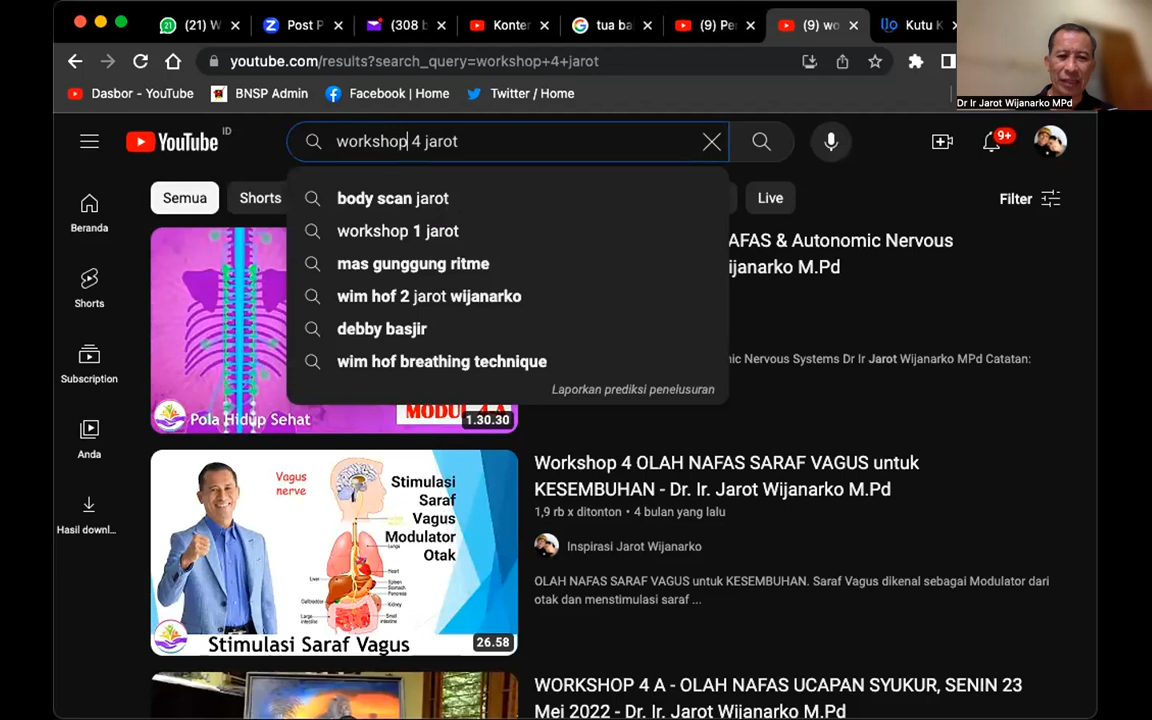 (21) W
Post P
(308 b
Konter
tua ba
(9) Pe
(9) wo
Kutu K
youtube.com/results?search_query=workshop+4+jarot
Dasbor - YouTube
BNSP Admin
Facebook | Home
Twitter / Home
Dr Ir Jarot Wijanarko MPd
YouTube ID
workshop 4 jarot
9+
Semua
Shorts
Live
Filter
body scan jarot
workshop 1 jarot
mas gunggung ritme
wim hof 2 jarot wijanarko
debby basjir
wim hof breathing technique
Laporkan prediksi penelusuran
Beranda
Shorts
Subscription
Anda
Hasil downl...
AFAS & Autonomic Nervous
ijanarko M.Pd
ic Nervous Systems Dr Ir Jarot Wijanarko MPd Catatan:
Pola Hidup Sehat
MODUL 4 A
1.30.30
Vagus
nerve
Stimulasi
Saraf
Vagus
Modulator
Otak
Stimulasi Saraf Vagus
26.58
Workshop 4 OLAH NAFAS SARAF VAGUS untuk
KESEMBUHAN - Dr. Ir. Jarot Wijanarko M.Pd
1,9 rb x ditonton • 4 bulan yang lalu
Inspirasi Jarot Wijanarko
OLAH NAFAS SARAF VAGUS untuk KESEMBUHAN. Saraf Vagus dikenal sebagai Modulator dari
otak dan menstimulasi saraf ...
WORKSHOP 4 A - OLAH NAFAS UCAPAN SYUKUR, SENIN 23
Mei 2022 - Dr. Ir. Jarot Wijanarko M.Pd